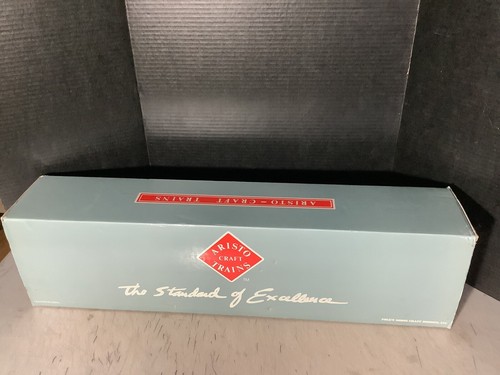 ARISTO - CRAFT TRAINS
ARISTO
CRAFT
TRAINS
The Standard of Excellence